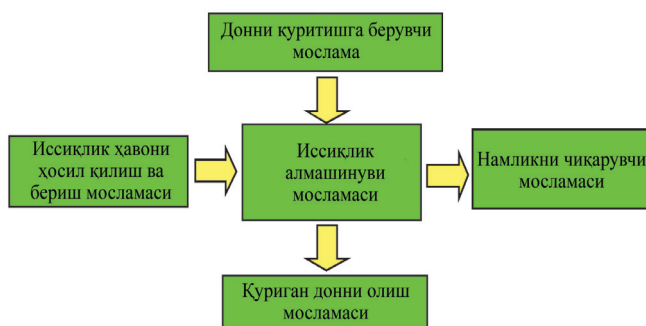 Донни қуритишга берувчи
мослама
Иссиқлик ҳавони
ҳосил қилиш ва
бериш мосламаси
Иссиқлик
алмашинуви
мосламаси
Намликни чиқарувчи
мосламаси
Қуриган донни олиш
мосламаси